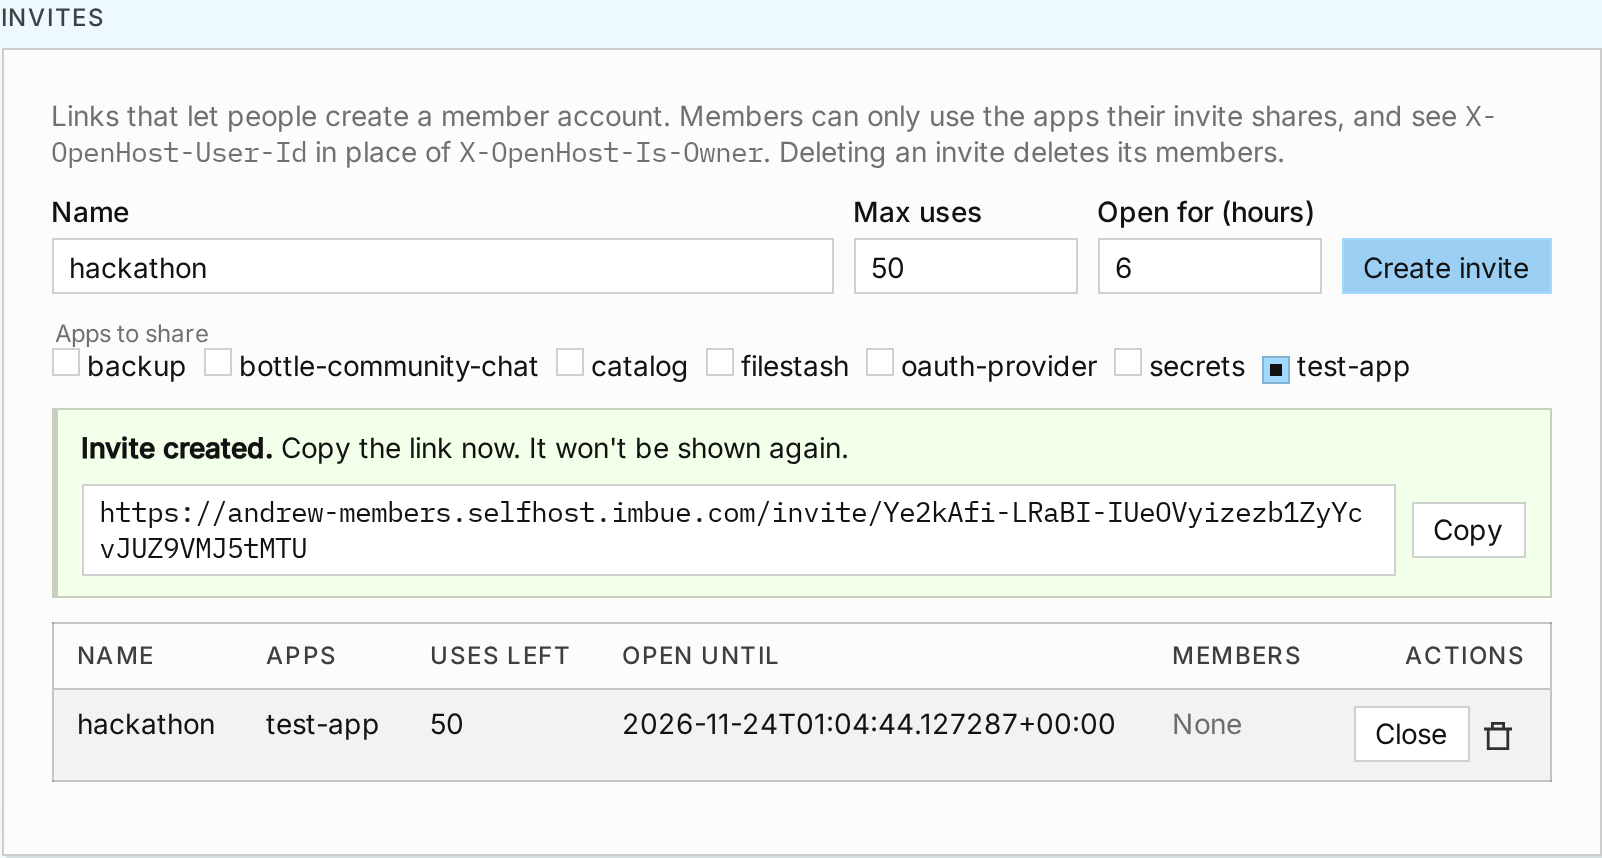 INVITES
Links that let people create a member account. Members can only use the apps their invite shares, and see X-
OpenHost-User-Id in place of X-OpenHost-Is-Owner. Deleting an invite deletes its members.
Name Max uses Open for (hours)
hackathon 50 6 Create invite
Apps to share
backup bottle-community-chat catalog filestash oauth-provider secrets test-app
Invite created. Copy the link now. It won't be shown again.
https://andrew-members.selfhost.imbue.com/invite/Ye2kAfi-LRaBI-IUeOVyizezb1ZyYc
vJUZ9VMJ5tMTU
Copy
NAME APPS USES LEFT OPEN UNTIL MEMBERS ACTIONS
hackathon test-app 50 2026-11-24T01:04:44.127287+00:00 None Close